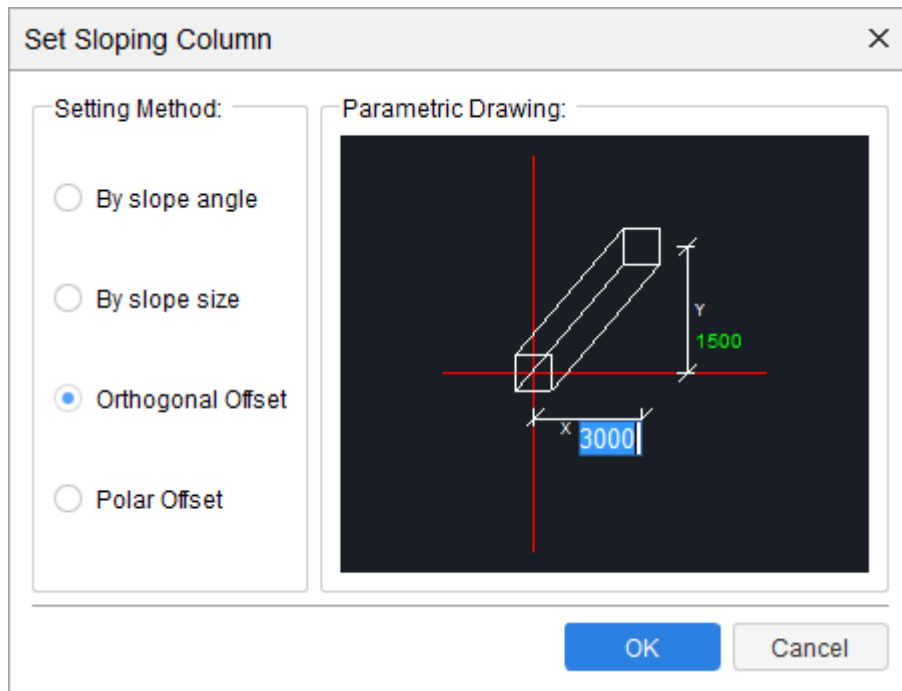 Set Sloping Column
Setting Method:
By slope angle
By slope size
Orthogonal Offset
Polar Offset
Parametric Drawing:
Y
1500
X 3000
OK
Cancel